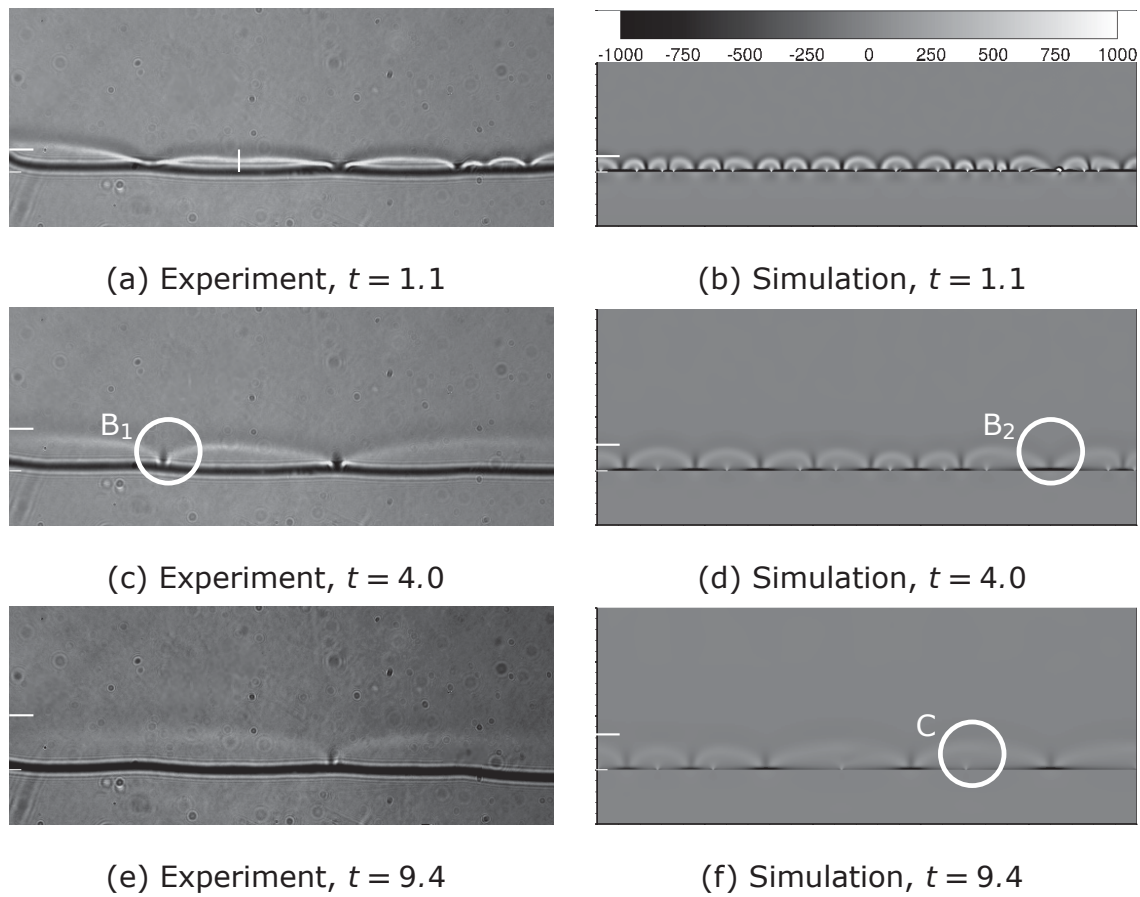 -1000 -750 -500 -250 0 250 500 750 1000
(a) Experiment, t = 1.1
(b) Simulation, t = 1.1
B1
B2
(c) Experiment, t = 4.0
(d) Simulation, t = 4.0
C
(e) Experiment, t = 9.4
(f) Simulation, t = 9.4